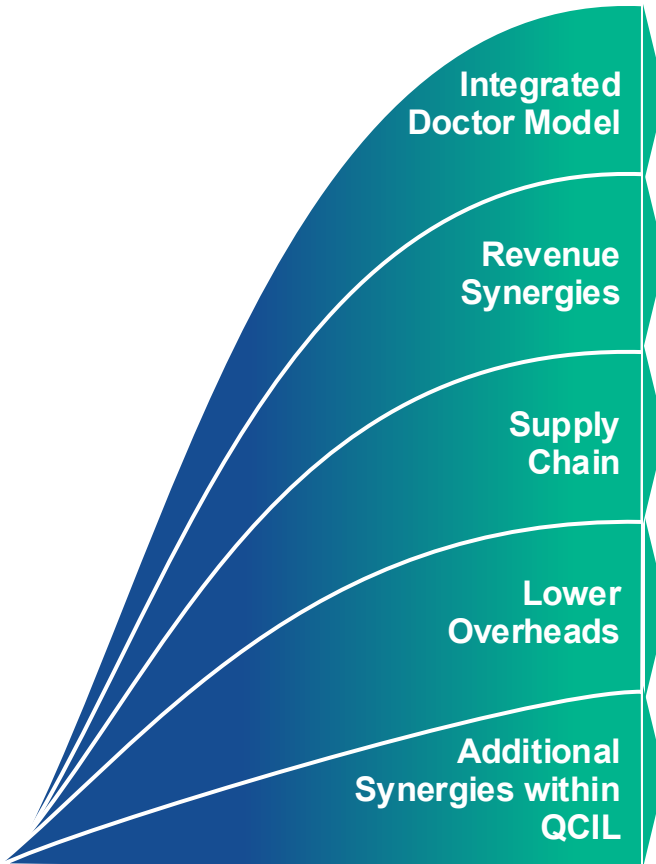 Integrated
Doctor Model
Revenue
Synergies
Supply
Chain
Lower
Overheads
Additional
Synergies within
QCIL